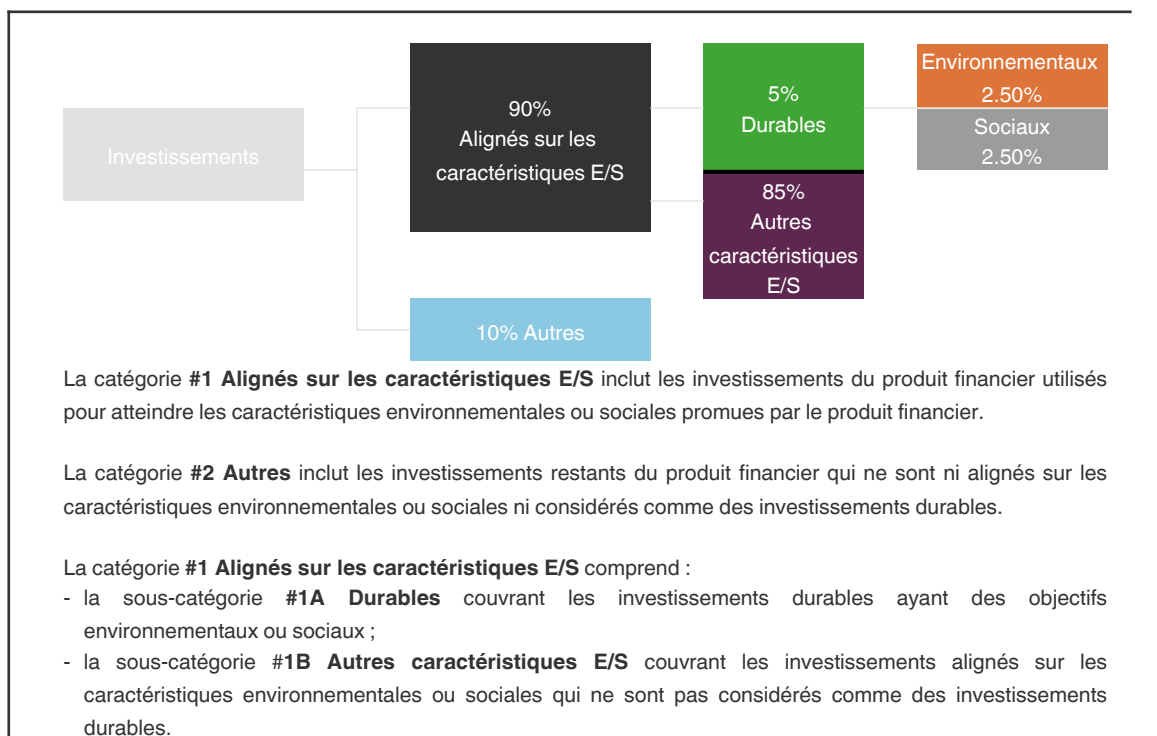 Investissements
90%
Alignés sur les
caractéristiques E/S
10% Autres
5%
Durables
85%
Autres
caractéristiques
E/S
Environnementaux
2.50%
Sociaux
2.50%
La catégorie #1 Alignés sur les caractéristiques E/S inclut les investissements du produit financier utilisés
pour atteindre les caractéristiques environnementales ou sociales promues par le produit financier.
La catégorie #2 Autres inclut les investissements restants du produit financier qui ne sont ni alignés sur les
caractéristiques environnementales ou sociales ni considérés comme des investissements durables.
La catégorie #1 Alignés sur les caractéristiques E/S comprend :
- la sous-catégorie #1A Durables couvrant les investissements durables ayant des objectifs
environnementaux ou sociaux ;
- la sous-catégorie #1B Autres caractéristiques E/S couvrant les investissements alignés sur les
caractéristiques environnementales ou sociales qui ne sont pas considérés comme des investissements
durables.